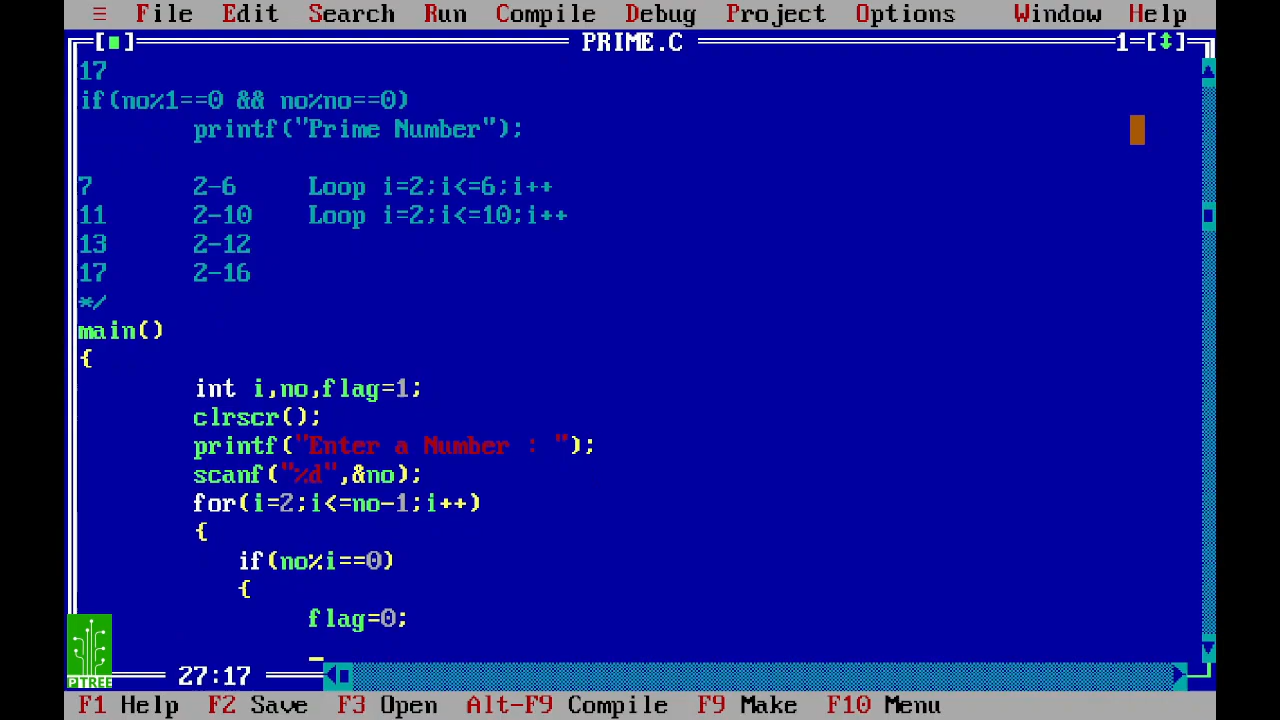 ≡ File Edit Search Run Compile Debug Project Options Window Help
[■] PRIME.C 1=[↕]
17
if(no%1==0 && no%no==0)
printf("Prime Number");
7 2-6 Loop i=2;i<=6;i++
11 2-10 Loop i=2;i<=10;i++
13 2-12
17 2-16
*/
main()
{
int i,no,flag=1;
clrscr();
printf("Enter a Number : ");
scanf("%d",&no);
for(i=2;i<=no-1;i++)
{
if(no%i==0)
{
flag=0;
PITREE
27:17
F1 Help F2 Save F3 Open Alt-F9 Compile F9 Make F10 Menu